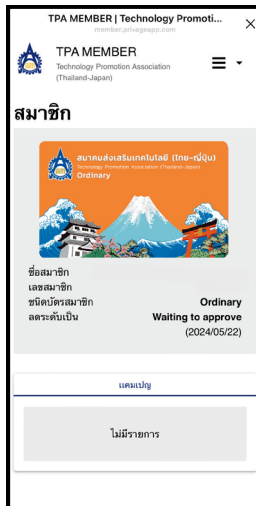 TPA MEMBER | Technology Promoti...
member.privageapp.com
TPA MEMBER
Technology Promotion Association
(Thailand-Japan)
สมาชิก
สมาคมส่งเสริมเทคโนโลยี (ไทย-ญี่ปุ่น)
Technology Promotion Association (Thailand-Japan)
Ordinary
ชื่อสมาชิก
เลขสมาชิก
ชนิดบัตรสมาชิก Ordinary
ลดระดับเป็น Waiting to approve
(2024/05/22)
แคมเปญ
ไม่มีรายการ